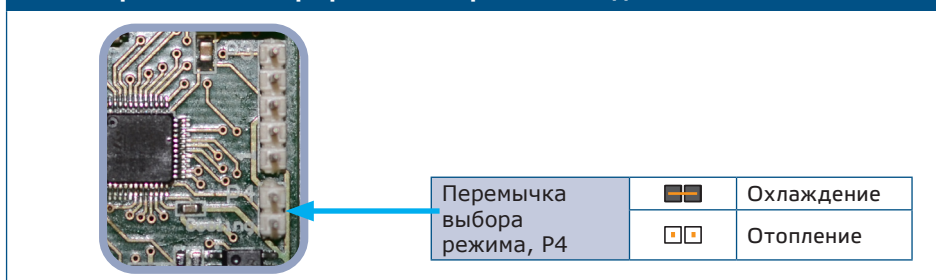 Перемычка
выбора
режима, P4
Охлаждение
Отопление